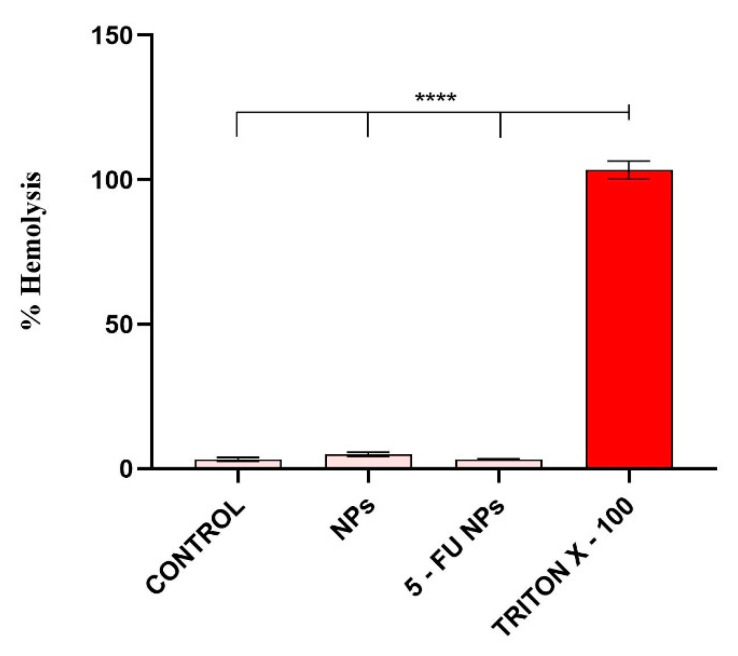 150
****
100
% Hemolysis
50
0
CONTROL
NPs
5 - FU NPs
TRITON X - 100